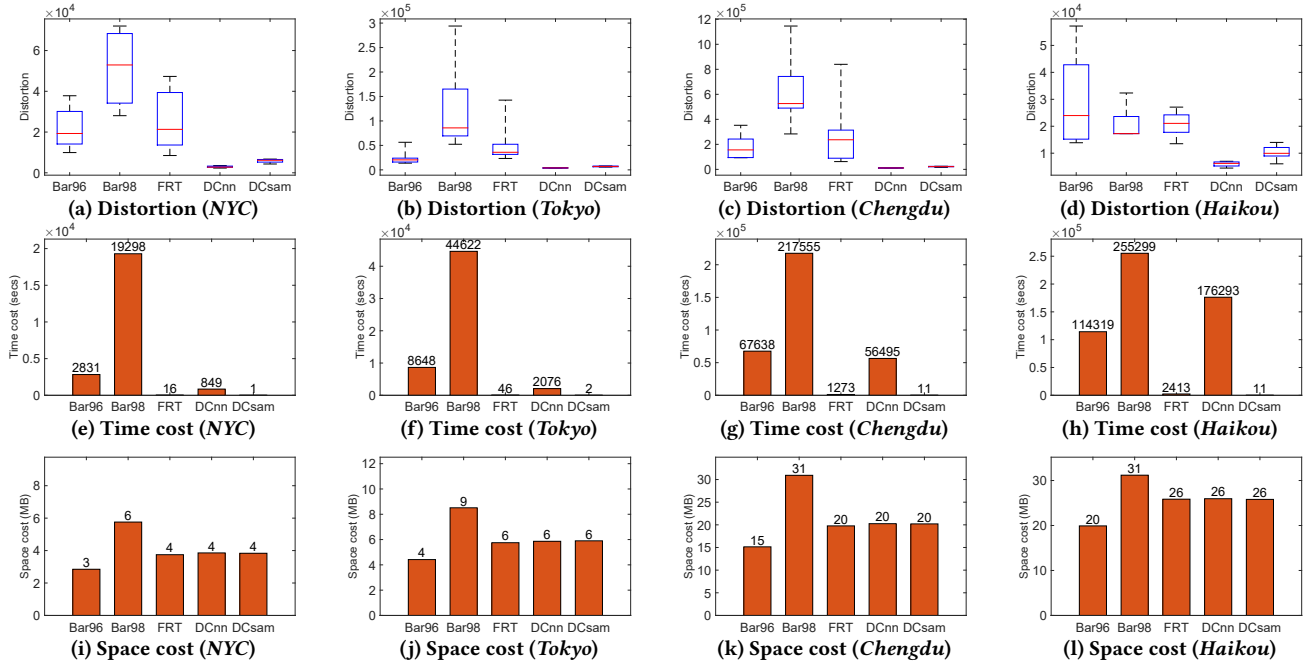 ×10⁴
6
4
2
0
Distortion
Bar96 Bar98 FRT DCnn DCsam
(a) Distortion (NYC)
×10⁵
3
2.5
2
1.5
1
0.5
0
Distortion
Bar96 Bar98 FRT DCnn DCsam
(b) Distortion (Tokyo)
×10⁵
12
10
8
6
4
2
0
Distortion
Bar96 Bar98 FRT DCnn DCsam
(c) Distortion (Chengdu)
×10⁴
6
5
4
3
2
1
Distortion
Bar96 Bar98 FRT DCnn DCsam
(d) Distortion (Haikou)
×10⁴
2
1.5
1
0.5
0
Time cost (secs)
2831 19298 16 849 1
Bar96 Bar98 FRT DCnn DCsam
(e) Time cost (NYC)
×10⁴
4
3
2
1
0
Time cost (secs)
8648 44622 46 2076 2
Bar96 Bar98 FRT DCnn DCsam
(f) Time cost (Tokyo)
×10⁵
2
1.5
1
0.5
0
Time cost (secs)
67638 217555 1273 56495 11
Bar96 Bar98 FRT DCnn DCsam
(g) Time cost (Chengdu)
×10⁵
2.5
2
1.5
1
0.5
0
Time cost (secs)
114319 255299 2413 176293 11
Bar96 Bar98 FRT DCnn DCsam
(h) Time cost (Haikou)
8
6
4
2
0
Space cost (MB)
3 6 4 4 4
Bar96 Bar98 FRT DCnn DCsam
(i) Space cost (NYC)
12
10
8
6
4
2
0
Space cost (MB)
4 9 6 6 6
Bar96 Bar98 FRT DCnn DCsam
(j) Space cost (Tokyo)
30
25
20
15
10
5
0
Space cost (MB)
15 31 20 20 20
Bar96 Bar98 FRT DCnn DCsam
(k) Space cost (Chengdu)
30
20
10
0
Space cost (MB)
20 31 26 26 26
Bar96 Bar98 FRT DCnn DCsam
(l) Space cost (Haikou)